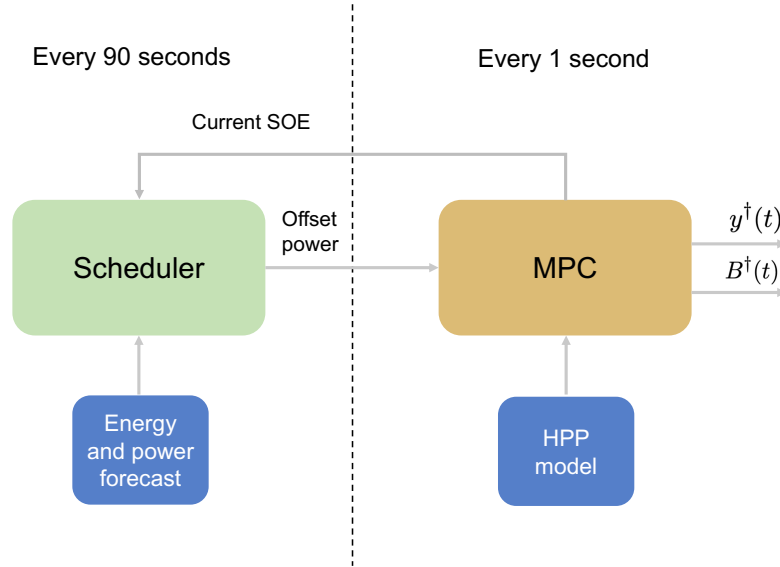 Every 90 seconds
Every 1 second
Current SOE
Scheduler
Offset
power
MPC
y†(t)
B†(t)
Energy
and power
forecast
HPP
model